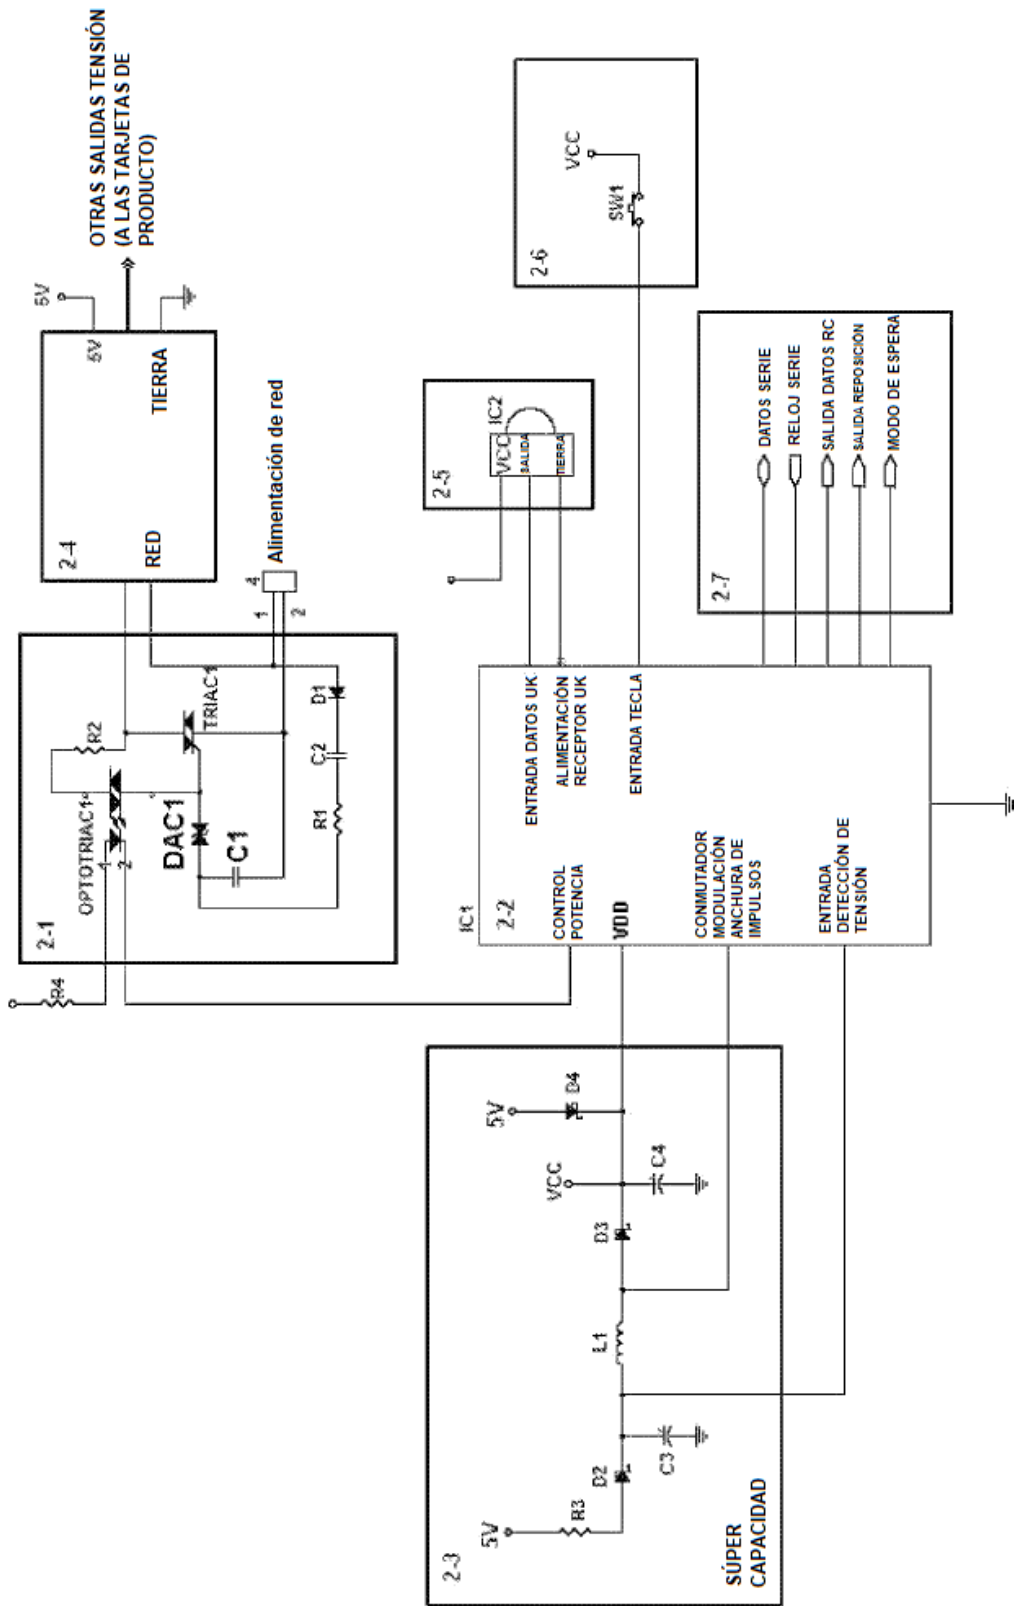 OTRAS SALIDAS TENSIÓN
(A LAS TARJETAS DE
PRODUCTO)
5V
5V
TIERRA
2-4
RED
Alimentación de red
4
1
2
2-1
OPTOTRIAC1
1
2
R2
TRIAC1
DAC1
C1
D1
C2
R1
R4
2-6
VCC
SW1
2-5
VCC
SALIDA
TIERRA
IC2
2-7
DATOS SERIE
RELOJ SERIE
SALIDA DATOS RC
SALIDA REPOSICIÓN
MODO DE ESPERA
IC1
2-2
ENTRADA DATOS UK
ALIMENTACIÓN
RECEPTOR UK
ENTRADA TECLA
CONTROL
POTENCIA
VDD
CONMUTADOR
MODULACIÓN
ANCHURA DE
IMPULSOS
ENTRADA
DETECCIÓN DE
TENSIÓN
2-3
5V
R3
D2
C3
L1
D3
VCC
C4
5V
D4
SÚPER
CAPACIDAD